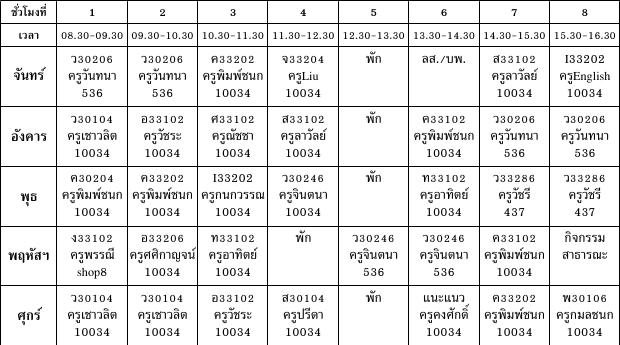 ชั่วโมงที่ 1 2 3 4 5 6 7 8
เวลา 08.30-09.30 09.30-10.30 10.30-11.30 11.30-12.30 12.30-13.30 13.30-14.30 14.30-15.30 15.30-16.30
ว30206 ว30206 ค33202 จ33204 พัก ลส./บพ. ส33102 I33202
จันทร์ ครูวันทนา ครูวันทนา ครูพิมพ์ชนก ครูLiu ครูลาวัลย์ ครูEnglish
536 536 10034 10034 10034 10034
ว30104 อ33102 ศ33102 ส33102 พัก ค33102 ว30206 ว30206
อังคาร ครูเชาวลิต ครูวัชระ ครูณัชชา ครูลาวัลย์ ครูพิมพ์ชนก ครูวันทนา ครูวันทนา
10034 10034 10034 10034 10034 536 536
ค30204 ค33202 I33202 ว30246 พัก ท33102 ว33286 ว33286
พุธ ครูพิมพ์ชนก ครูพิมพ์ชนก ครูกนกวรรณ ครูจินตนา ครูอาทิตย์ ครูวัชรี ครูวัชรี
10034 10034 10034 10034 10034 437 437
ง33102 อ33206 ท33102 พัก ว30246 ว30246 ค33102 กิจกรรม
พฤหัสฯ ครูพรรณี ครูศศิกาญจน์ ครูอาทิตย์ ครูจินตนา ครูจินตนา ครูพิมพ์ชนก สาธารณะ
shop8 10034 10034 536 536 10034
ว30104 ว30104 อ33102 ส30104 พัก แนะแนว ค33202 พ30106
ศุกร์ ครูเชาวลิต ครูเชาวลิต ครูวัชระ ครูปรีดา ครูคงศักดิ์ ครูพิมพ์ชนก ครูกมลชนก
10034 10034 10034 10034 10034 10034 10034